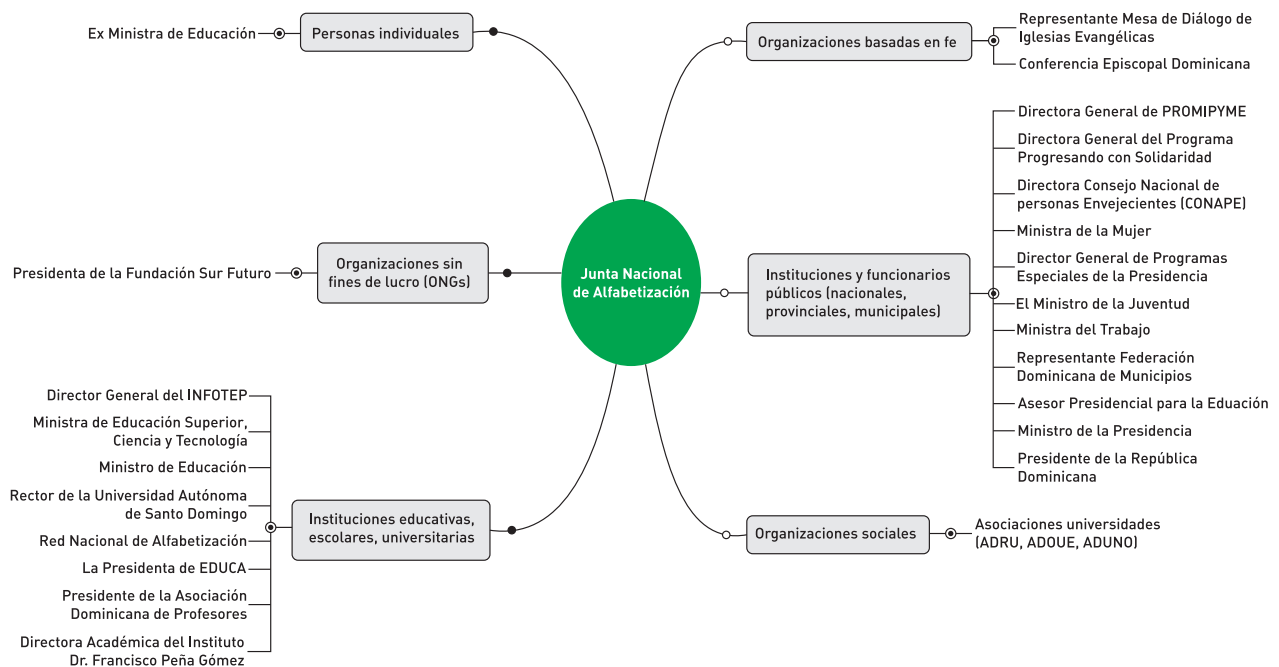 Ex Ministra de Educación
Personas individuales
Presidenta de la Fundación Sur Futuro
Organizaciones sin
fines de lucro (ONGs)
Director General del INFOTEP
Ministra de Educación Superior,
Ciencia y Tecnología
Ministro de Educación
Rector de la Universidad Autónoma
de Santo Domingo
Red Nacional de Alfabetización
La Presidenta de EDUCA
Presidente de la Asociación
Dominicana de Profesores
Directora Académica del Instituto
Dr. Francisco Peña Gómez
Instituciones educativas,
escolares, universitarias
Junta Nacional
de Alfabetización
Organizaciones basadas en fe
Representante Mesa de Diálogo de
Iglesias Evangélicas
Conferencia Episcopal Dominicana
Instituciones y funcionarios
públicos (nacionales,
provinciales, municipales)
Directora General de PROMIPYME
Directora General del Programa
Progresando con Solidaridad
Directora Consejo Nacional de
personas Envejecientes (CONAPE)
Ministra de la Mujer
Director General de Programas
Especiales de la Presidencia
El Ministro de la Juventud
Ministra del Trabajo
Representante Federación
Dominicana de Municipios
Asesor Presidencial para la Eduación
Ministro de la Presidencia
Presidente de la República
Dominicana
Organizaciones sociales
Asociaciones universidades
(ADRU, ADOUE, ADUNO)